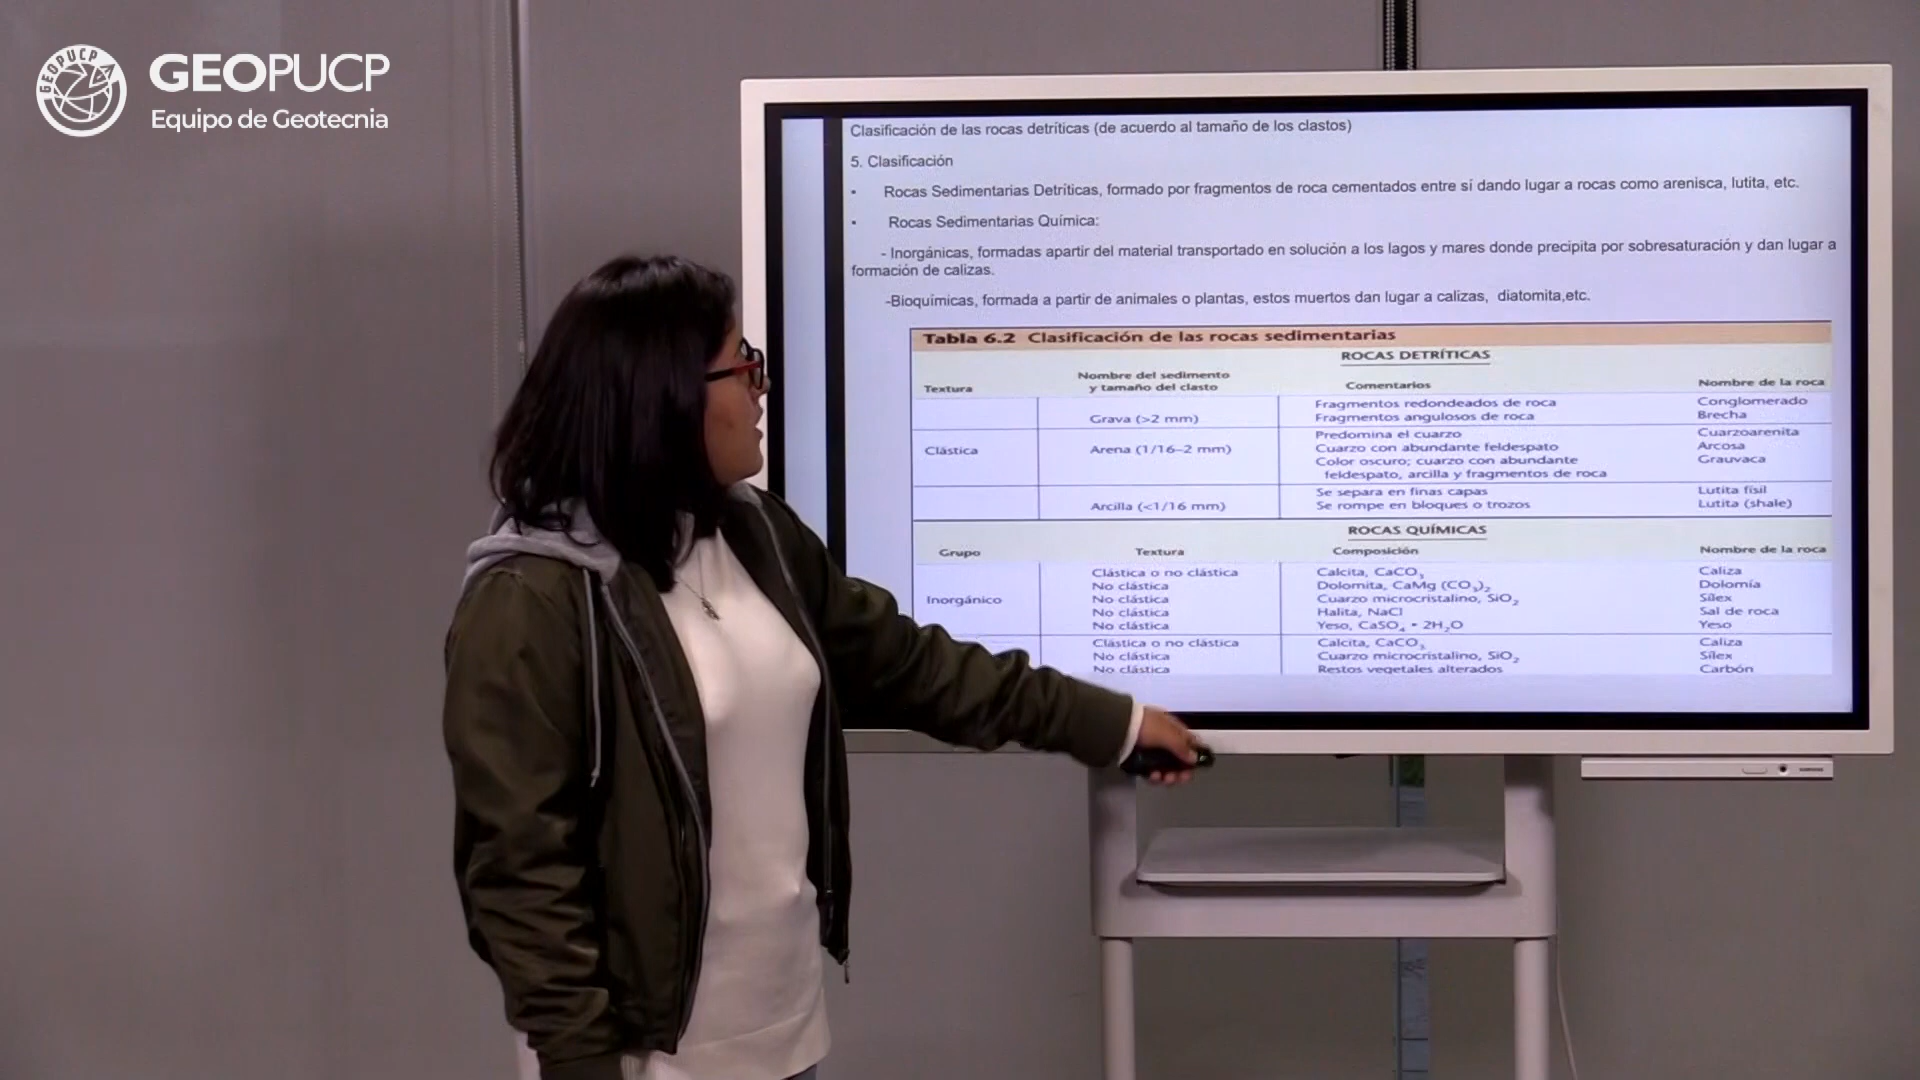 GEOPUCP
GEOPUCP
Equipo de Geotecnia
Clasificación de las rocas detríticas (de acuerdo al tamaño de los clastos)
5. Clasificación
• Rocas Sedimentarias Detríticas, formado por fragmentos de roca cementados entre sí dando lugar a rocas como arenisca, lutita, etc.
• Rocas Sedimentarias Química:
- Inorgánicas, formadas apartir del material transportado en solución a los lagos y mares donde precipita por sobresaturación y dan lugar a
formación de calizas.
-Bioquímicas, formada a partir de animales o plantas, estos muertos dan lugar a calizas, diatomita,etc.
Tabla 6.2 Clasificación de las rocas sedimentarias
ROCAS DETRÍTICAS
Textura Nombre del sedimento y tamaño del clasto Comentarios Nombre de la roca
Fragmentos redondeados de roca Conglomerado
Grava (>2 mm) Fragmentos angulosos de roca Brecha
Predomina el cuarzo Cuarzoarenita
Clástica Arena (1/16–2 mm) Cuarzo con abundante feldespato Arcosa
Color oscuro; cuarzo con abundante Grauvaca
feldespato, arcilla y fragmentos de roca
Se separa en finas capas Lutita físil
Arcilla (<1/16 mm) Se rompe en bloques o trozos Lutita (shale)
ROCAS QUÍMICAS
Grupo Textura Composición Nombre de la roca
Clástica o no clástica Calcita, CaCO₃ Caliza
No clástica Dolomita, CaMg (CO₃)₂ Dolomía
Inorgánico No clástica Cuarzo microcristalino, SiO₂ Sílex
No clástica Halita, NaCl Sal de roca
No clástica Yeso, CaSO₄ • 2H₂O Yeso
Clástica o no clástica Calcita, CaCO₃ Caliza
No clástica Cuarzo microcristalino, SiO₂ Sílex
No clástica Restos vegetales alterados Carbón